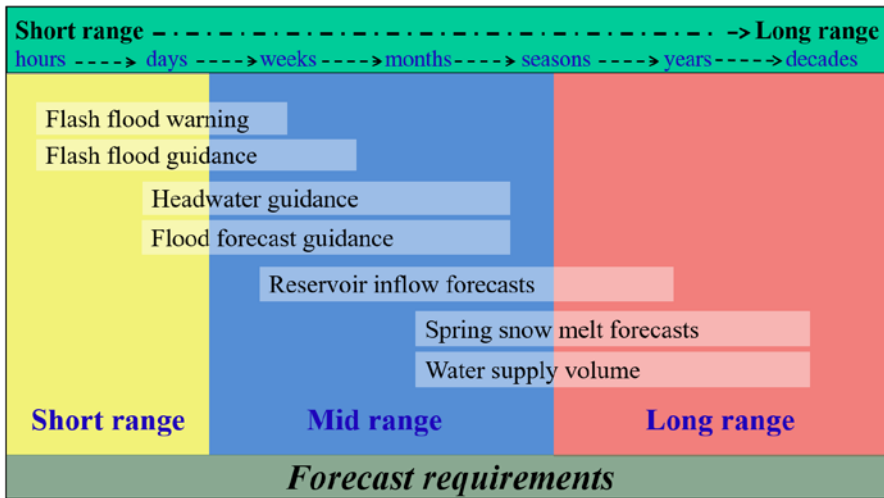 Short range Long range
hours days weeks months seasons years decades
Flash flood warning
Flash flood guidance
Headwater guidance
Flood forecast guidance
Reservoir inflow forecasts
Spring snow melt forecasts
Water supply volume
Short range Mid range Long range
Forecast requirements